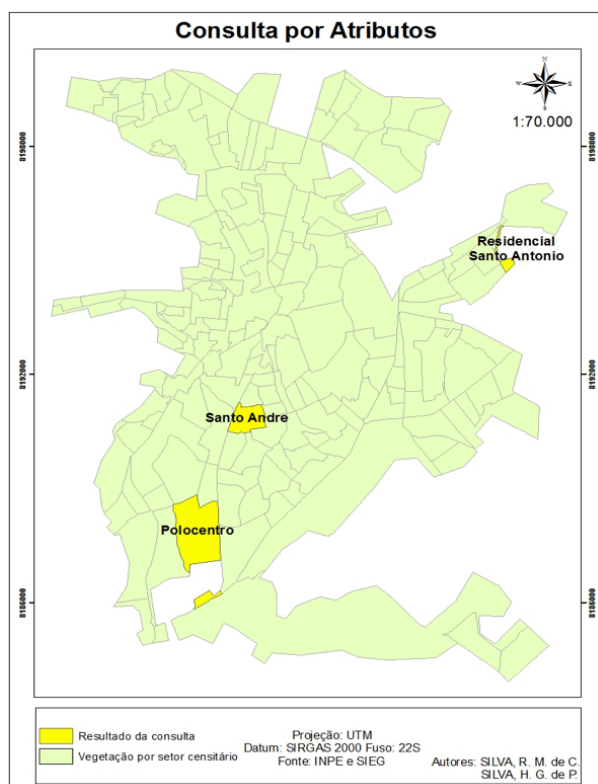 Consulta por Atributos
1:70.000
8198000
8198000
Residencial
Santo Antonio
8192000
8192000
Santo Andre
Polocentro
8186000
8186000
Resultado da consulta
Vegetação por setor censitário
Projeção: UTM
Datum: SIRGAS 2000 Fuso: 22S
Fonte: INPE e SIEG
Autores: SILVA, R. M. de C.
SILVA, H. G. de P.